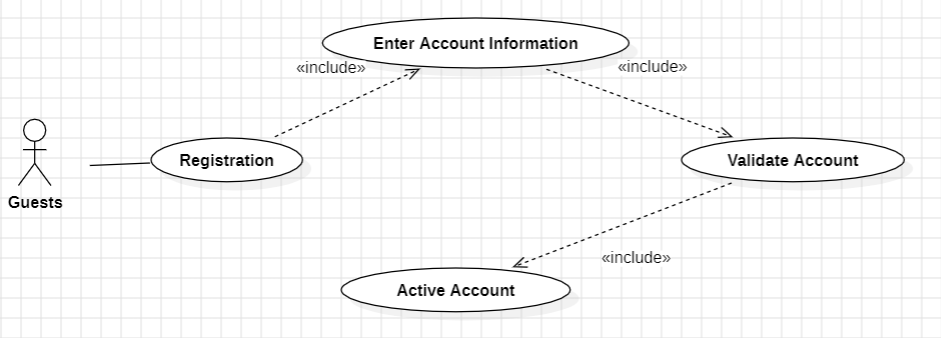 Enter Account Information
«include»
«include»
Registration
Validate Account
Guests
«include»
Active Account